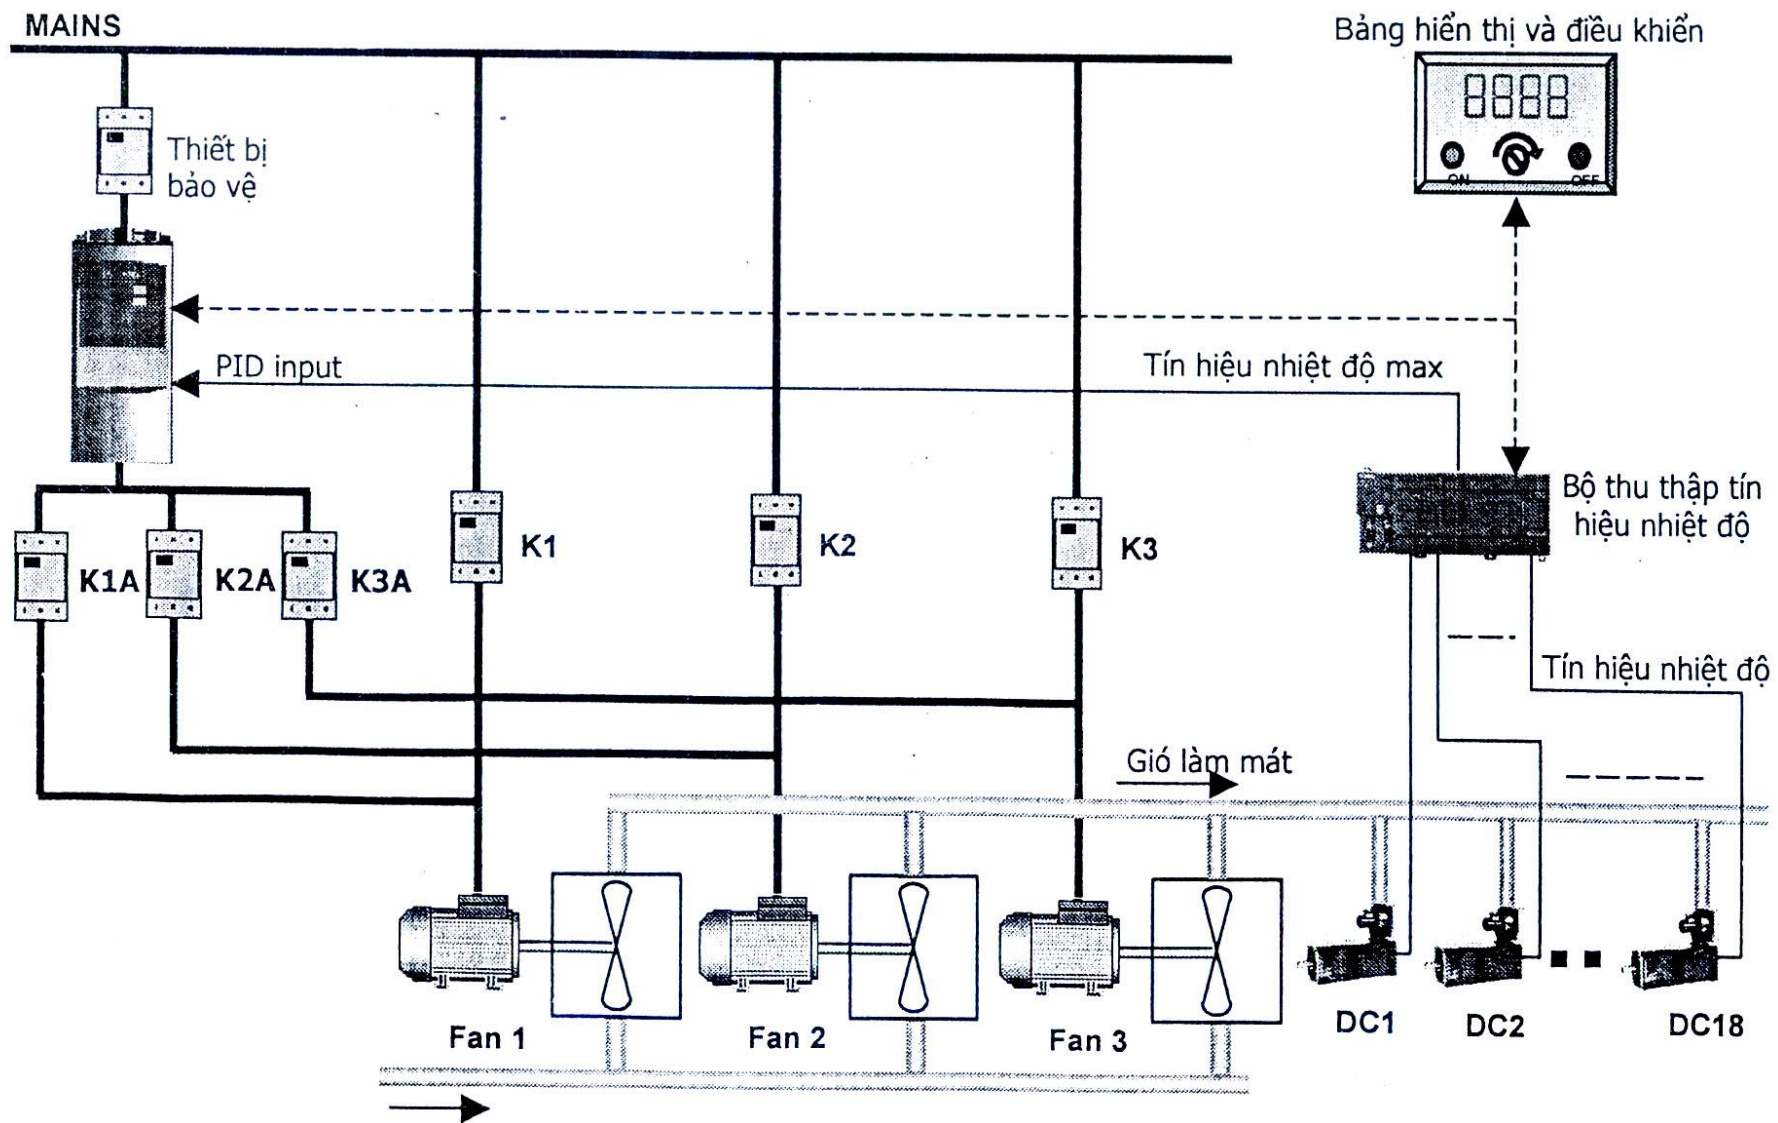 MAINS
Bảng hiển thị và điều khiển
ON
OFF
Thiết bị
bảo vệ
PID input
Tín hiệu nhiệt độ max
Bộ thu thập tín
hiệu nhiệt độ
K1A
K2A
K3A
K1
K2
K3
Tín hiệu nhiệt độ
Gió làm mát
Fan 1
Fan 2
Fan 3
DC1
DC2
DC18